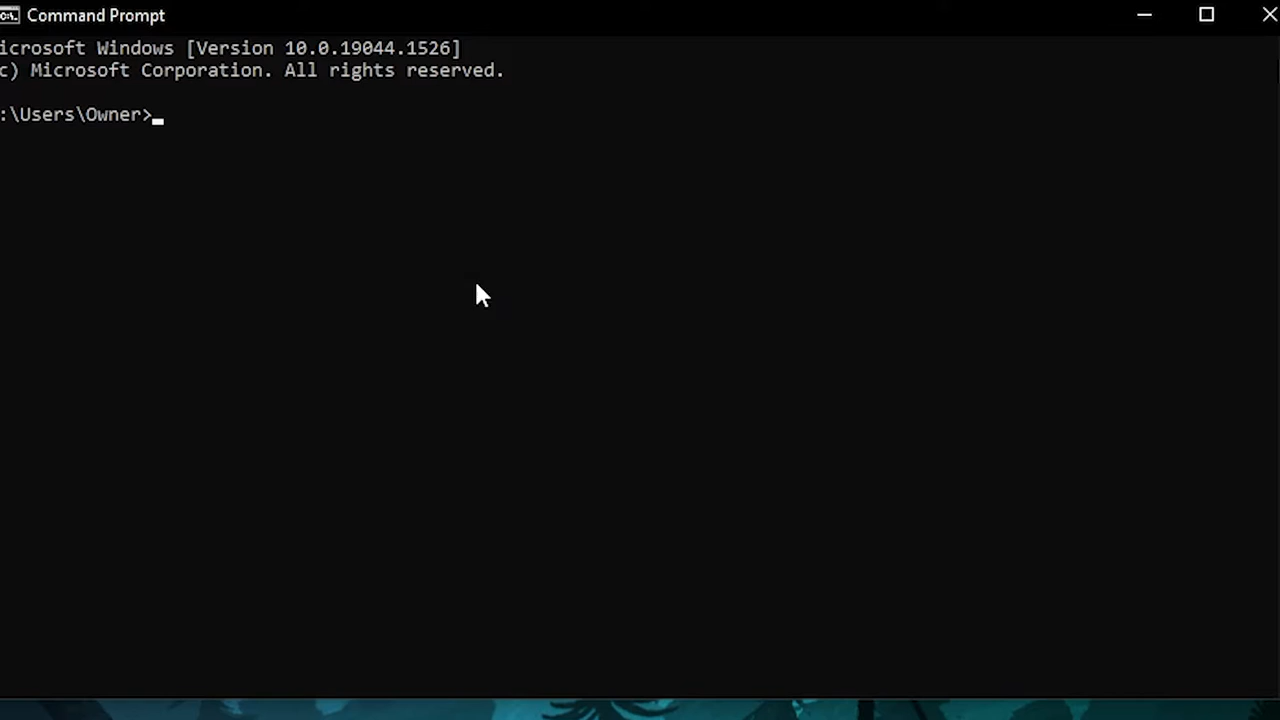 Command Prompt
icrosoft Windows [Version 10.0.19044.1526]
c) Microsoft Corporation. All rights reserved.
:\Users\Owner>